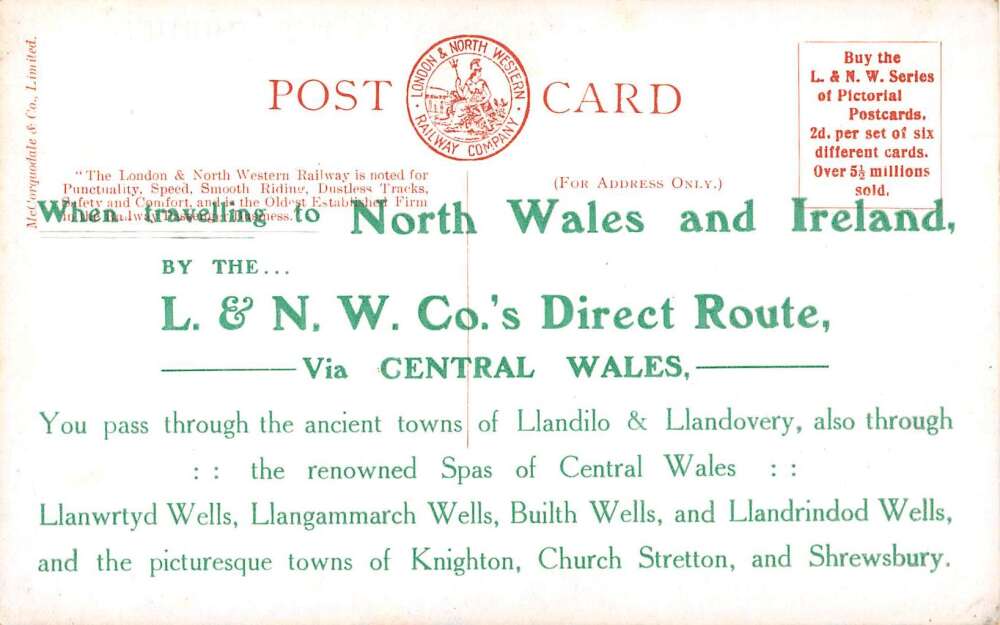 McCorquodale & Co., Limited.
POST CARD
LONDON & NORTH WESTERN
RAILWAY COMPANY
Buy the
L. & N. W. Series
of Pictorial
Postcards.
2d. per set of six
different cards.
Over 5½ millions
sold.
"The London & North Western Railway is noted for
Punctuality, Speed, Smooth Riding, Dustless Tracks,
Safety and Comfort, and is the Oldest Established Firm
in the Railway Passenger Business."
(FOR ADDRESS ONLY.)
When travelling to North Wales and Ireland,
BY THE...
L. & N. W. Co.'s Direct Route,
Via CENTRAL WALES,
You pass through the ancient towns of Llandilo & Llandovery, also through
: : the renowned Spas of Central Wales : :
Llanwrtyd Wells, Llangammarch Wells, Builth Wells, and Llandrindod Wells,
and the picturesque towns of Knighton, Church Stretton, and Shrewsbury.